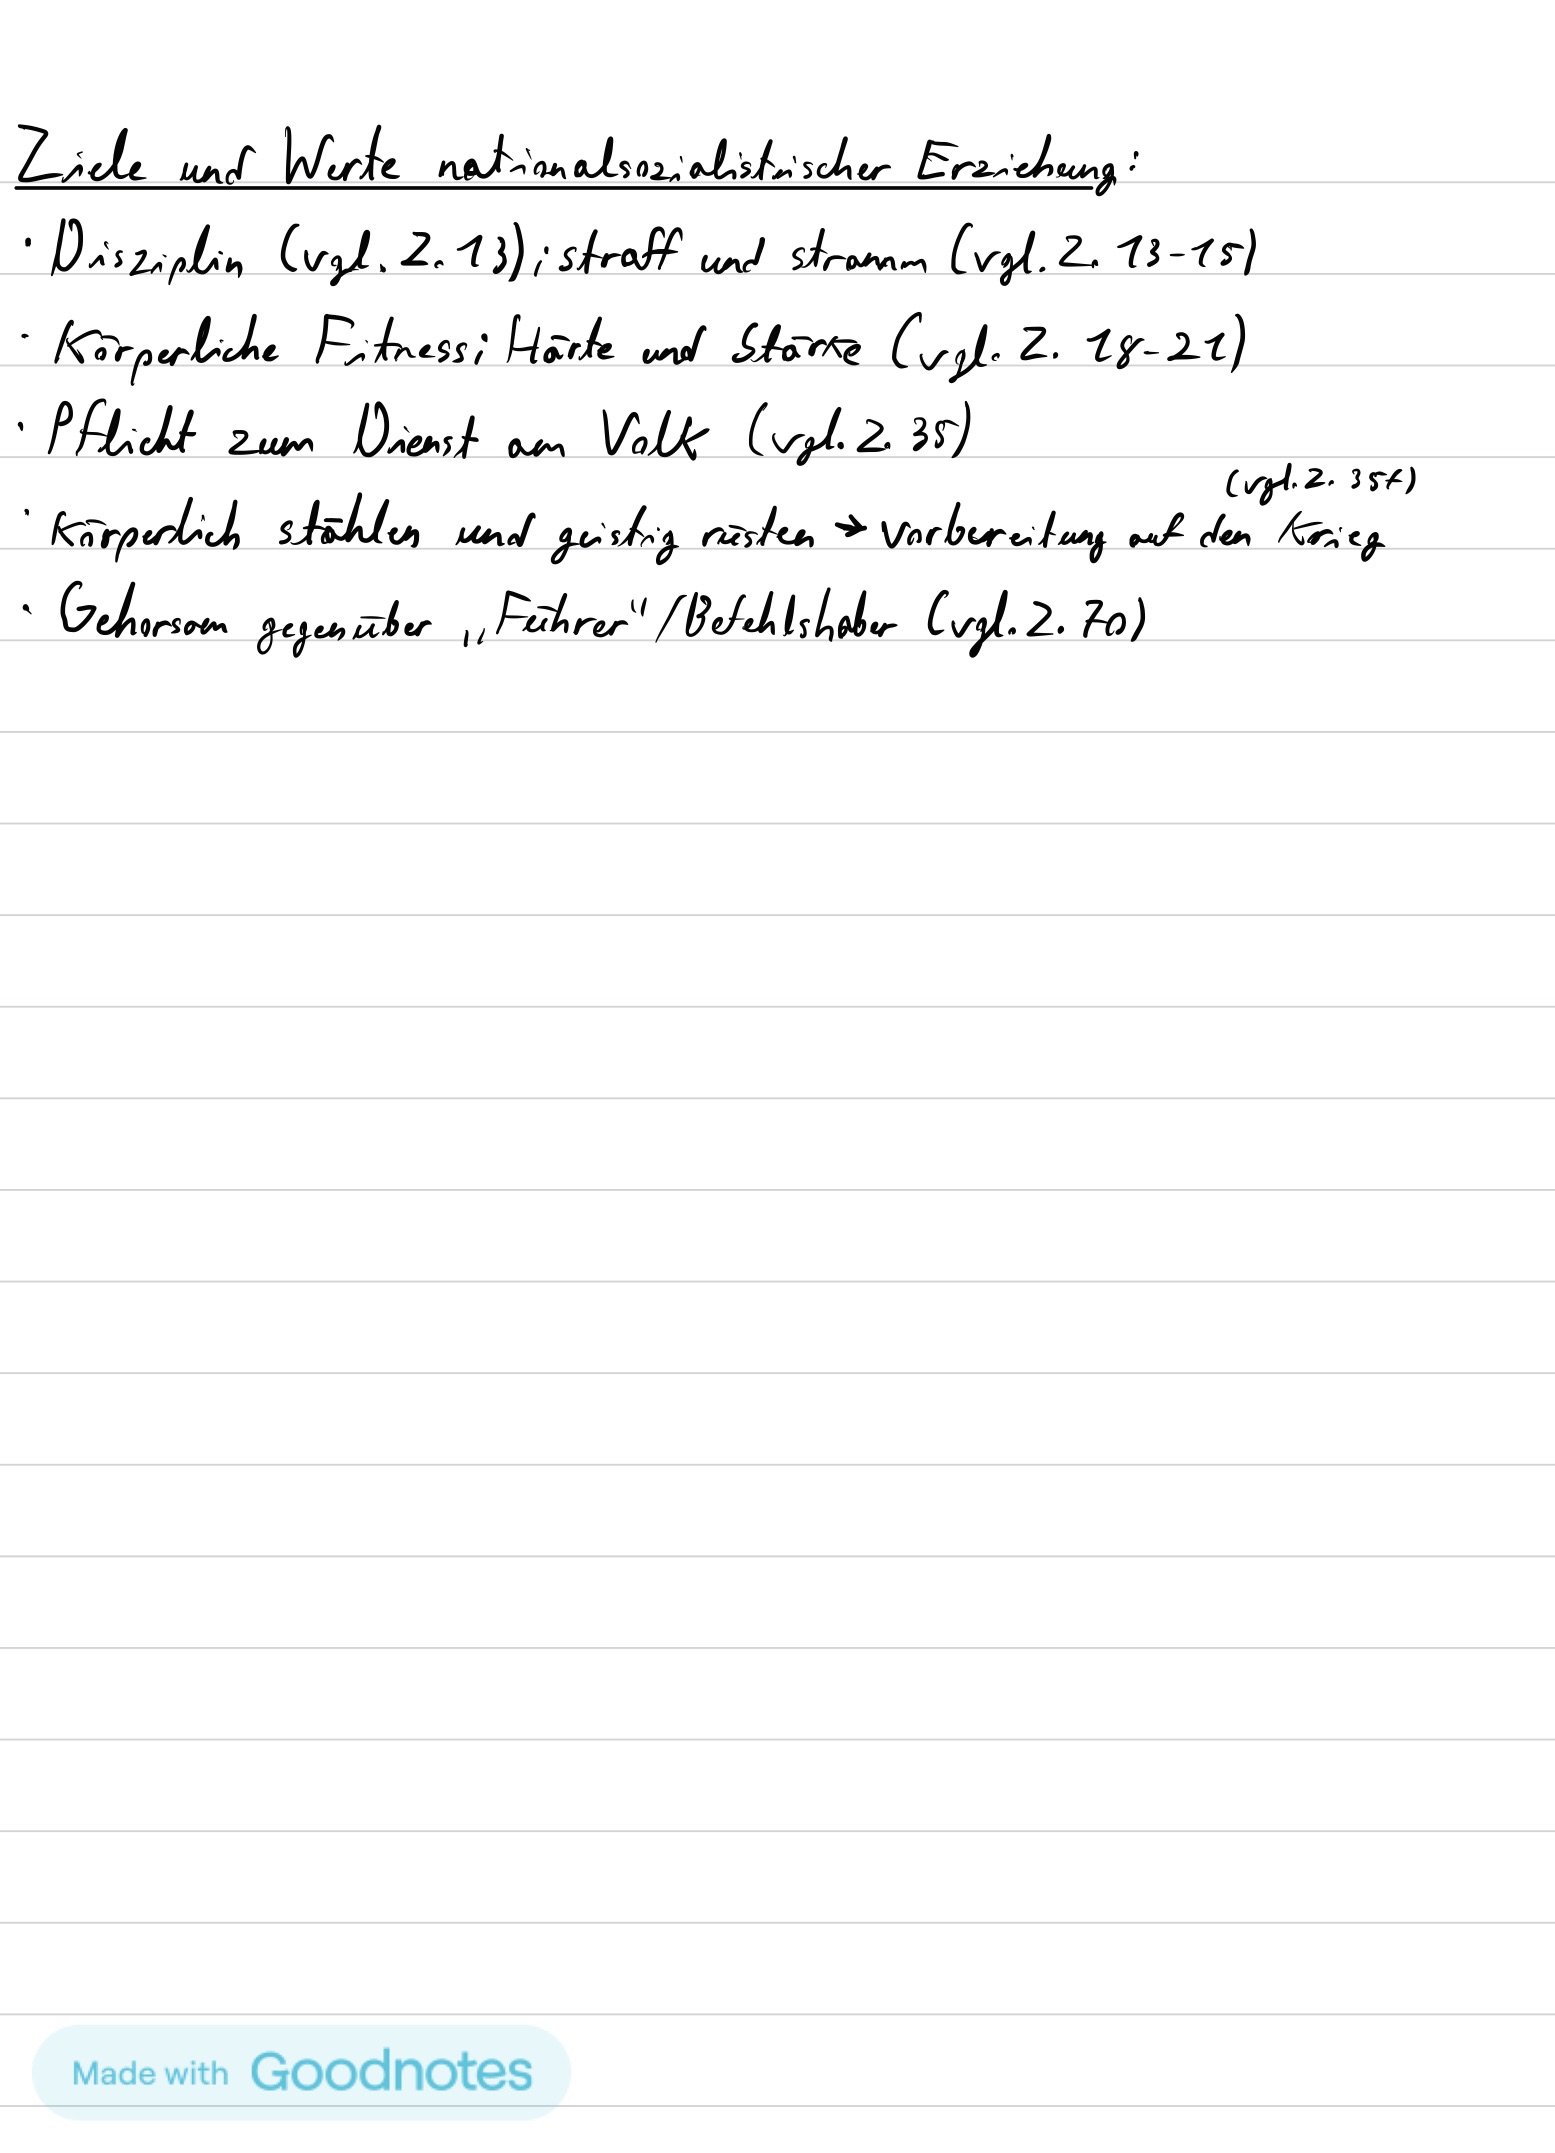 Ziele und Werte nationalsozialistischer Erziehung:
· Disziplin (vgl. Z. 13); straff und stramm (vgl. Z. 13-15)
· Körperliche Fitness; Härte und Stärke (vgl. Z. 18-21)
· Pflicht zum Dienst am Volk (vgl. Z. 35)
(vgl. Z. 35f)
· Körperlich stählen und geistig rüsten → Vorbereitung auf den Krieg
· Gehorsam gegenüber „Führer“/Befehlshaber (vgl. Z. 70)
Made with Goodnotes